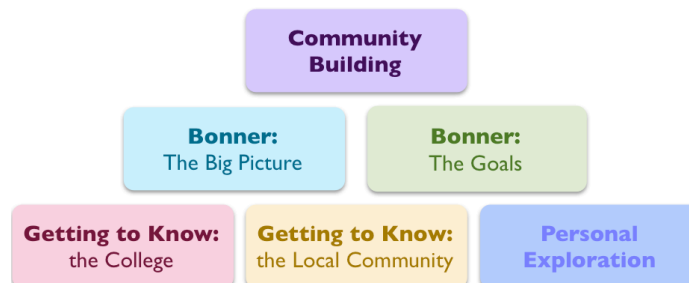 Community
Building
Bonner:
The Big Picture
Bonner:
The Goals
Getting to Know:
the College
Getting to Know:
the Local Community
Personal
Exploration